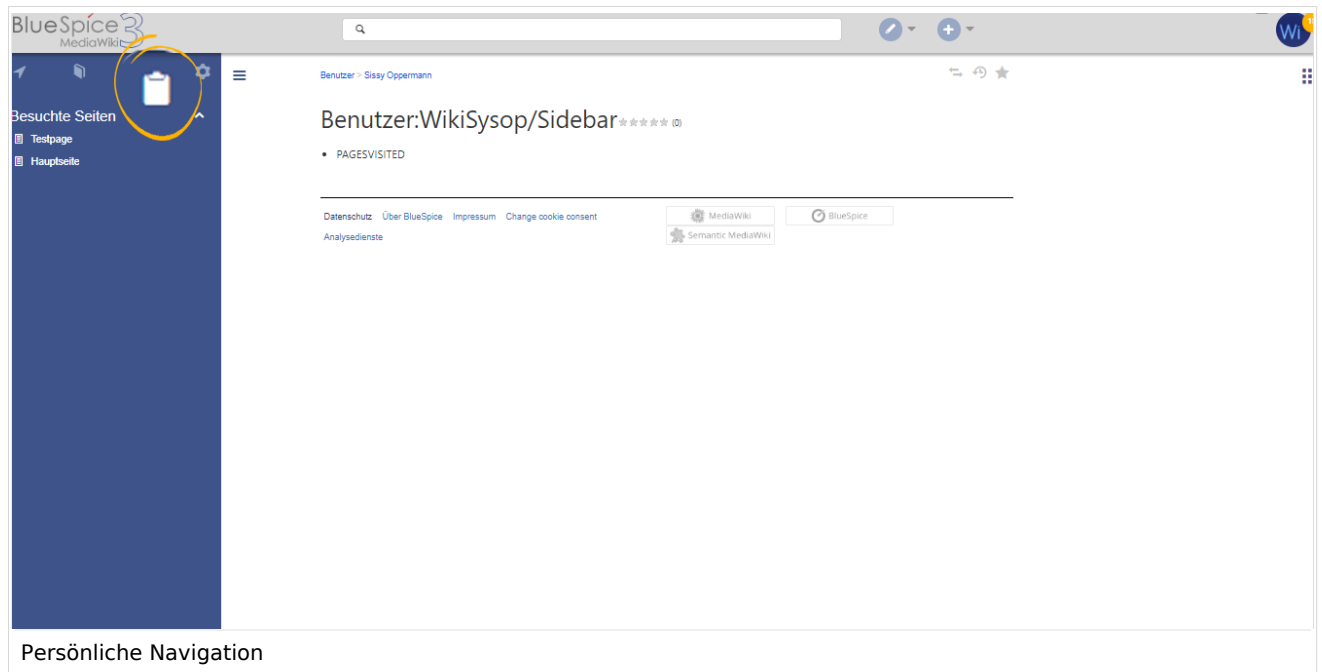 BlueSpice 3
MediaWiki
Wi
Besuchte Seiten
Testpage
Hauptseite
Benutzer > Sissy Oppermann
Benutzer:WikiSysop/Sidebar (0)
• PAGESVISITED
Datenschutz Über BlueSpice Impressum Change cookie consent
Analysedienste
MediaWiki
BlueSpice
Semantic MediaWiki
Persönliche Navigation